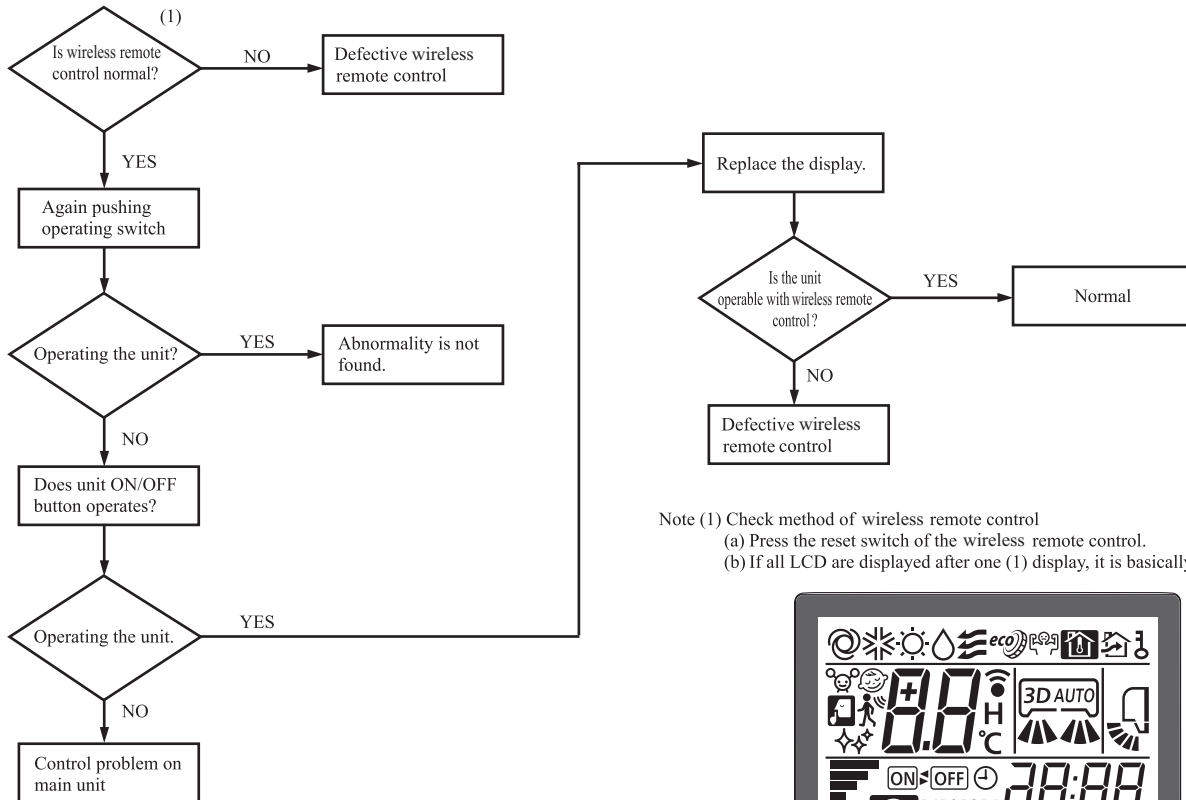 (1)
Is wireless remote
control normal?
NO
Defective wireless
remote control
YES
Again pushing
operating switch
Operating the unit?
YES
Abnormality is not
found.
NO
Does unit ON/OFF
button operates?
Operating the unit.
YES
NO
Control problem on
main unit
Replace the display.
Is the unit
operable with wireless remote
control ?
YES
Normal
NO
Defective wireless
remote control
Note (1) Check method of wireless remote control
(a) Press the reset switch of the wireless remote control.
(b) If all LCD are displayed after one (1) display, it is basically
eco
+8.8
H
°C
3D AUTO
ON OFF